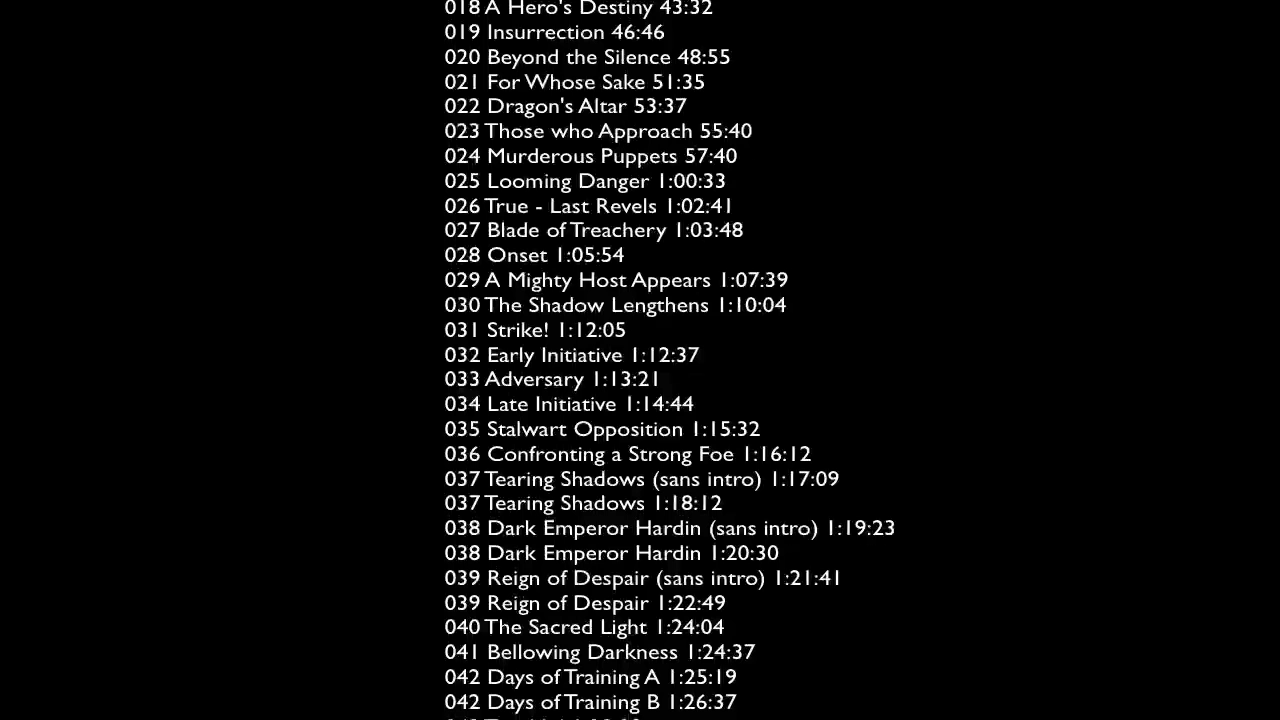 018 A Hero's Destiny 43:32
019 Insurrection 46:46
020 Beyond the Silence 48:55
021 For Whose Sake 51:35
022 Dragon's Altar 53:37
023 Those who Approach 55:40
024 Murderous Puppets 57:40
025 Looming Danger 1:00:33
026 True - Last Revels 1:02:41
027 Blade of Treachery 1:03:48
028 Onset 1:05:54
029 A Mighty Host Appears 1:07:39
030 The Shadow Lengthens 1:10:04
031 Strike! 1:12:05
032 Early Initiative 1:12:37
033 Adversary 1:13:21
034 Late Initiative 1:14:44
035 Stalwart Opposition 1:15:32
036 Confronting a Strong Foe 1:16:12
037 Tearing Shadows (sans intro) 1:17:09
037 Tearing Shadows 1:18:12
038 Dark Emperor Hardin (sans intro) 1:19:23
038 Dark Emperor Hardin 1:20:30
039 Reign of Despair (sans intro) 1:21:41
039 Reign of Despair 1:22:49
040 The Sacred Light 1:24:04
041 Bellowing Darkness 1:24:37
042 Days of Training A 1:25:19
042 Days of Training B 1:26:37